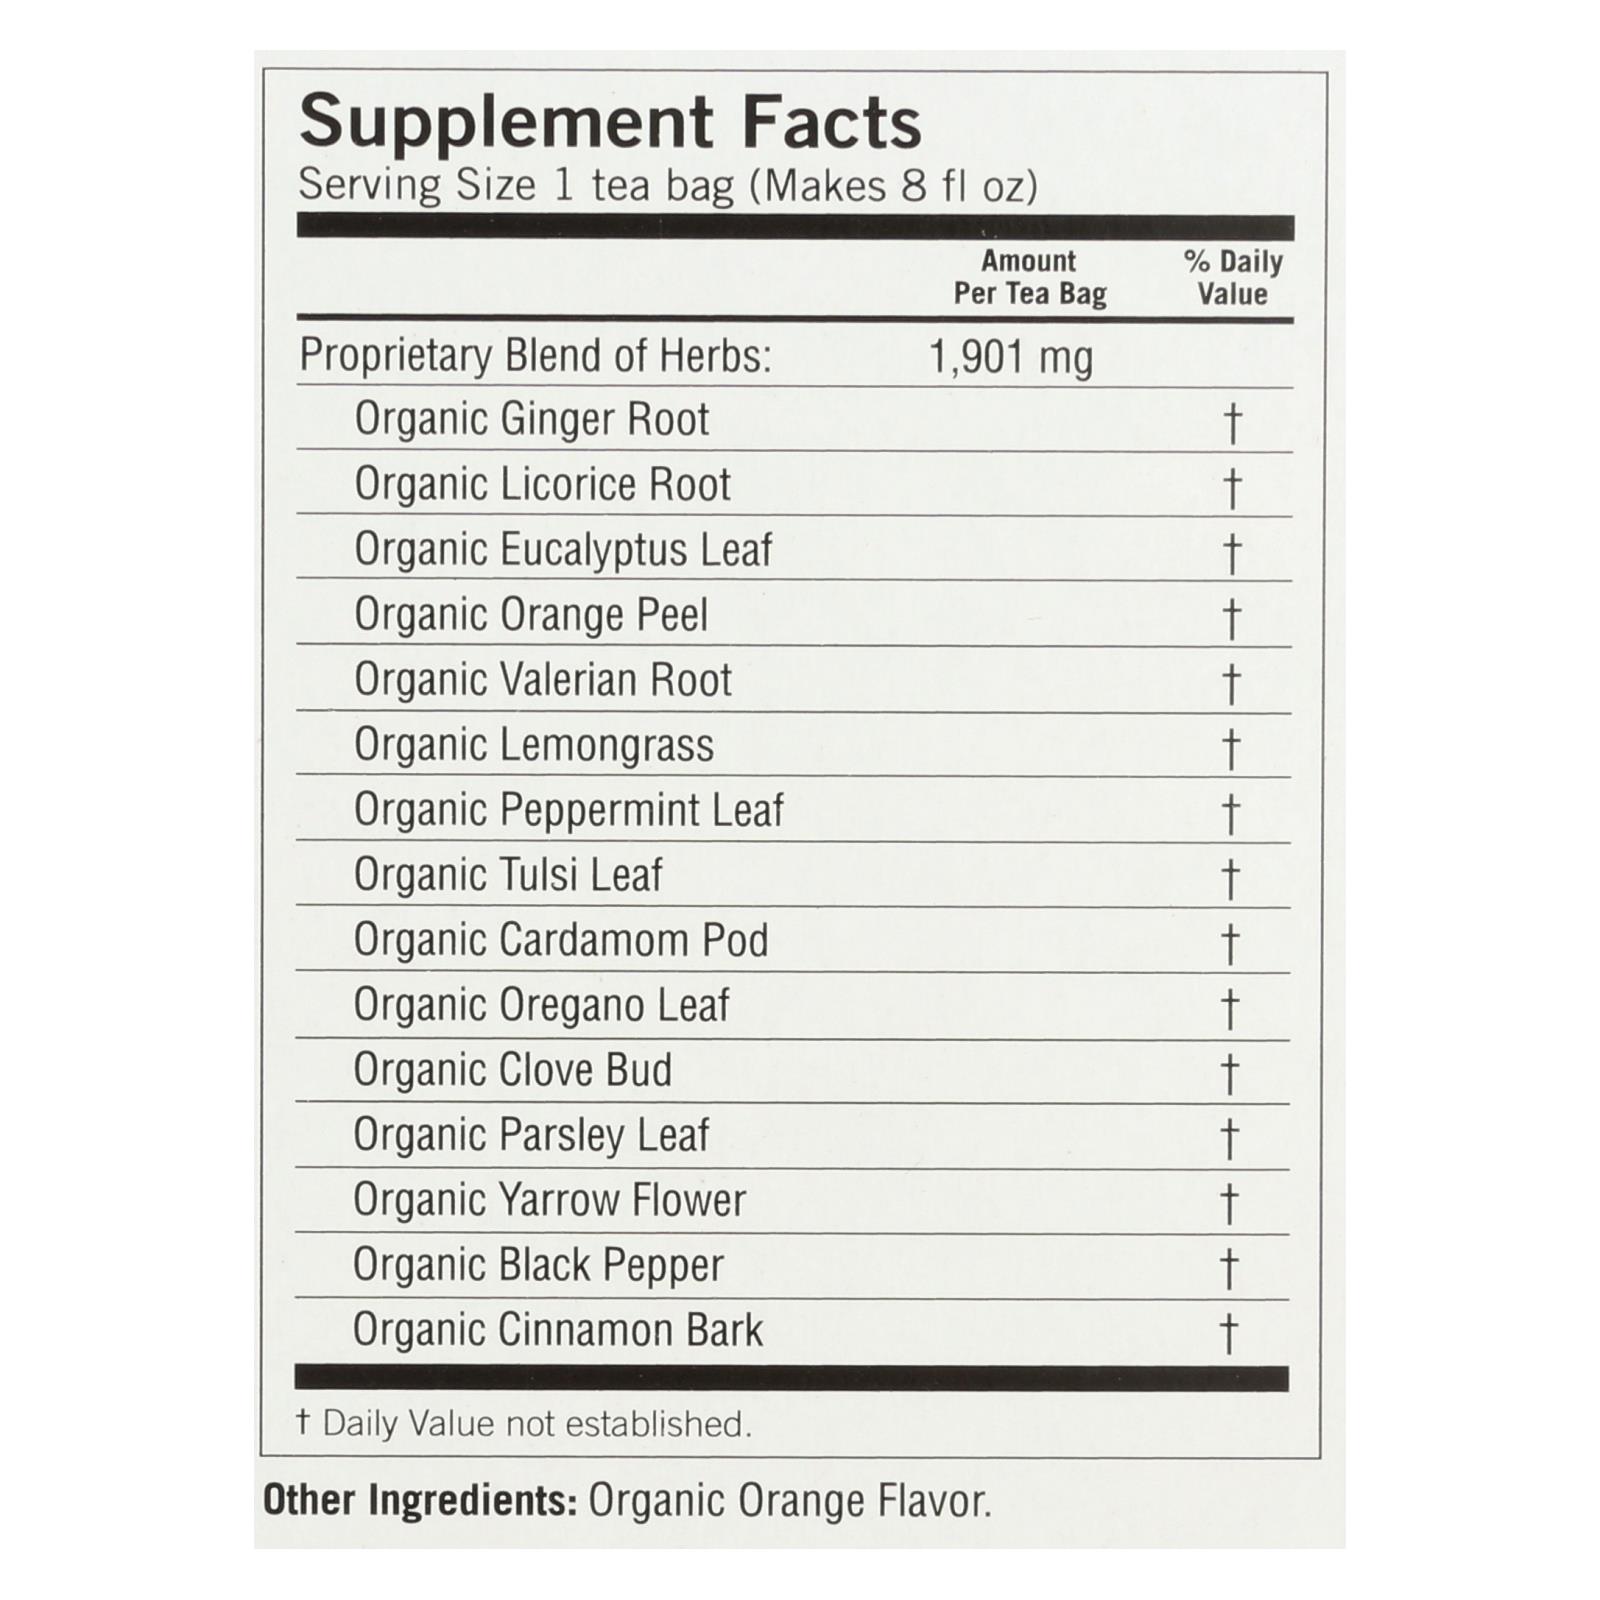 Supplement Facts
Serving Size 1 tea bag (Makes 8 fl oz)
Amount Per Tea Bag
% Daily Value
Proprietary Blend of Herbs: 1,901 mg
Organic Ginger Root †
Organic Licorice Root †
Organic Eucalyptus Leaf †
Organic Orange Peel †
Organic Valerian Root †
Organic Lemongrass †
Organic Peppermint Leaf †
Organic Tulsi Leaf †
Organic Cardamom Pod †
Organic Oregano Leaf †
Organic Clove Bud †
Organic Parsley Leaf †
Organic Yarrow Flower †
Organic Black Pepper †
Organic Cinnamon Bark †
† Daily Value not established.
Other Ingredients: Organic Orange Flavor.